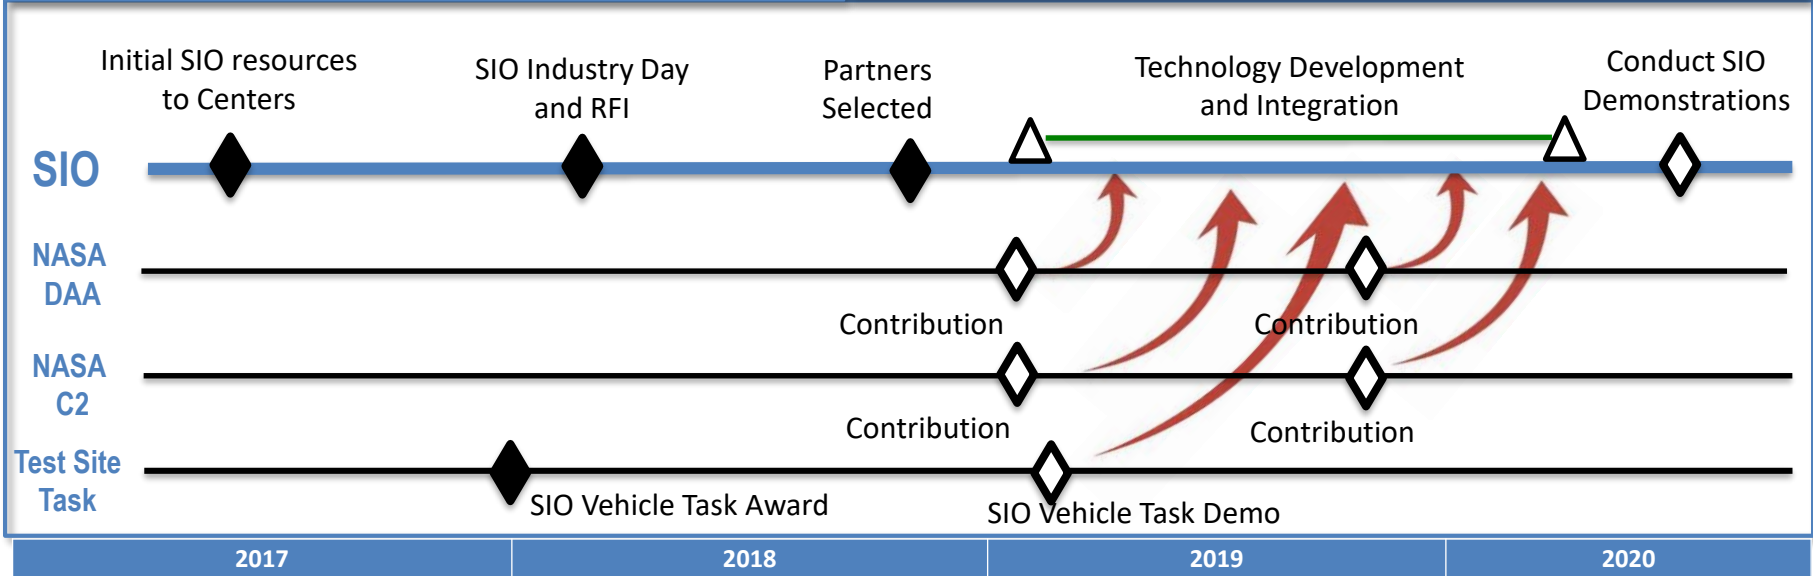 Initial SIO resources
to Centers
SIO Industry Day
and RFI
Partners
Selected
Technology Development
and Integration
Conduct SIO
Demonstrations
SIO
NASA
DAA
Contribution
Contribution
NASA
C2
Contribution
Contribution
Test Site
Task
SIO Vehicle Task Award
SIO Vehicle Task Demo
2017
2018
2019
2020